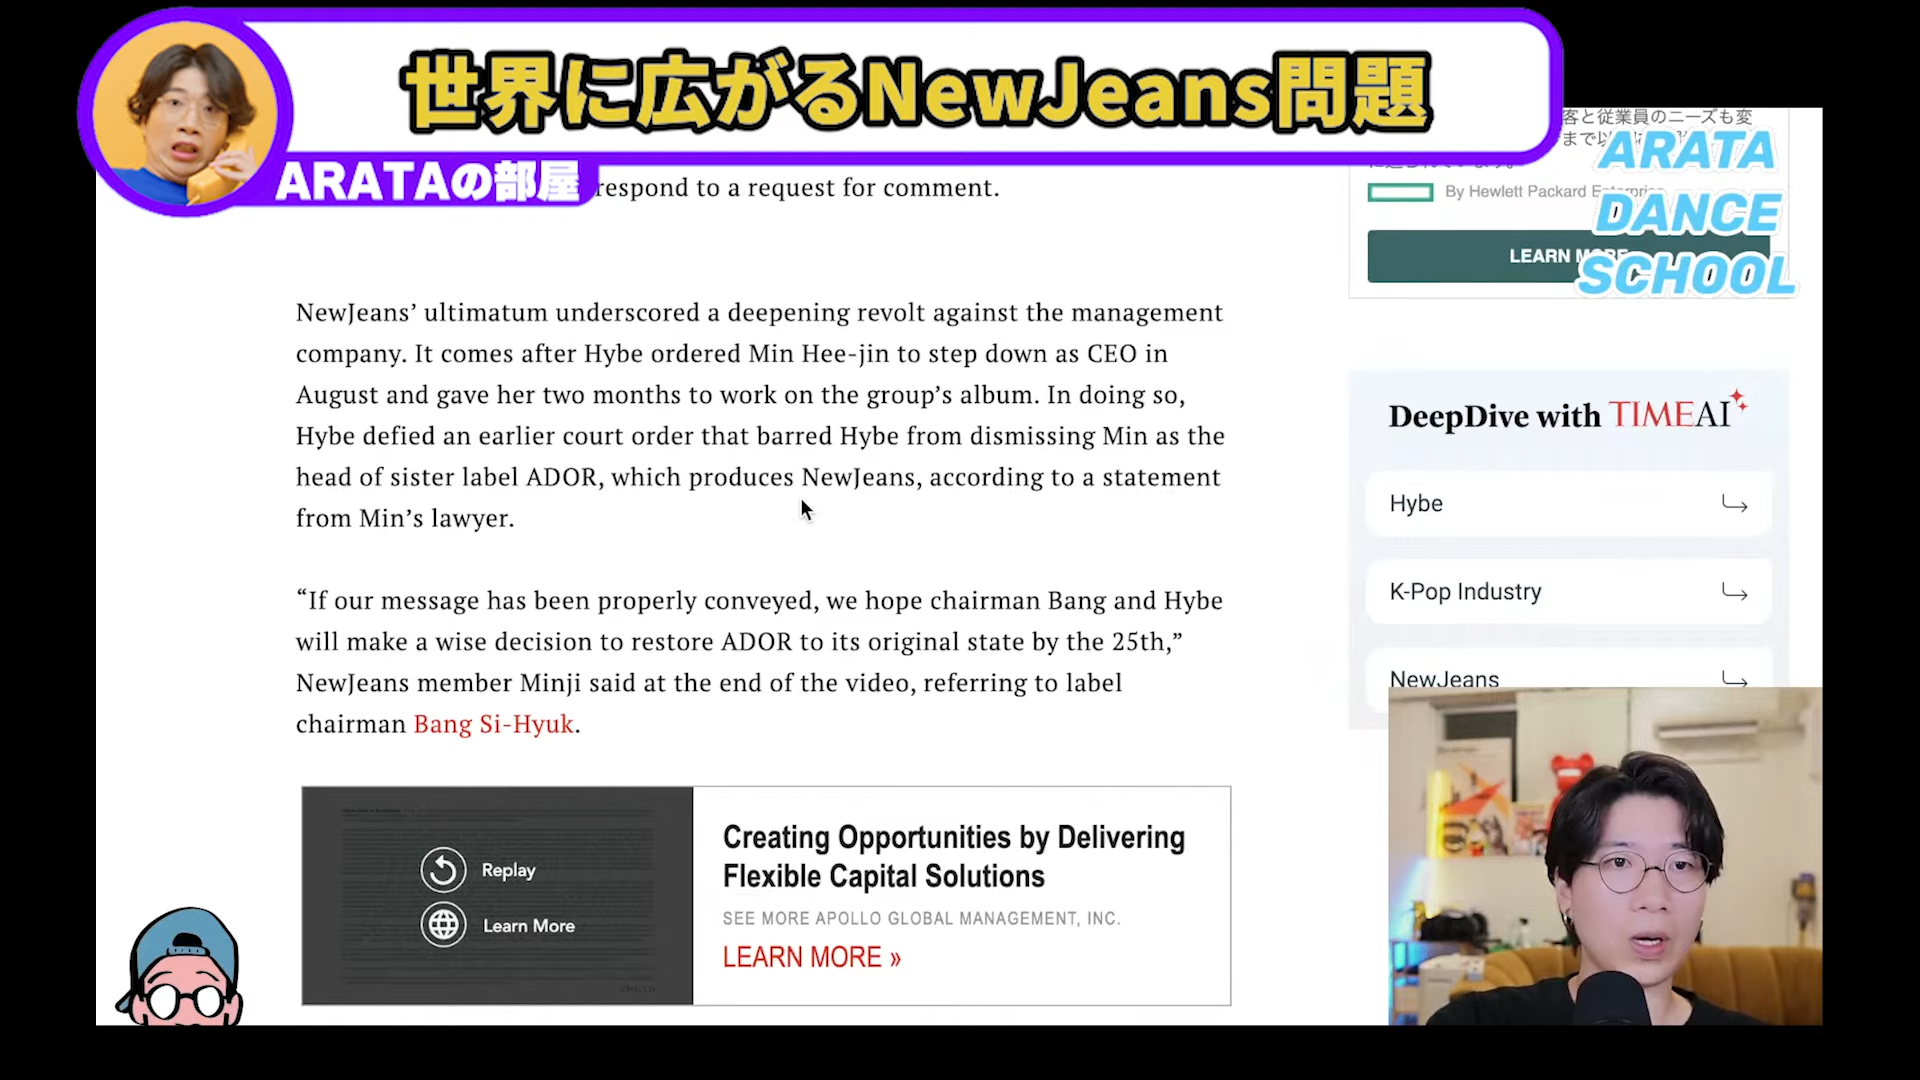 世界に広がるNewJeans問題
ARATAの部屋
respond to a request for comment.
客と従業員のニーズも変
ARATA
DANCE
SCHOOL
By Hewlett Packard Enterprise
LEARN MORE
NewJeans’ ultimatum underscored a deepening revolt against the management
company. It comes after Hybe ordered Min Hee-jin to step down as CEO in
August and gave her two months to work on the group’s album. In doing so,
Hybe defied an earlier court order that barred Hybe from dismissing Min as the
head of sister label ADOR, which produces NewJeans, according to a statement
from Min’s lawyer.
“If our message has been properly conveyed, we hope chairman Bang and Hybe
will make a wise decision to restore ADOR to its original state by the 25th,”
NewJeans member Minji said at the end of the video, referring to label
chairman Bang Si-Hyuk.
DeepDive with TIMEAI
Hybe
K-Pop Industry
NewJeans
Replay
Learn More
Creating Opportunities by Delivering
Flexible Capital Solutions
SEE MORE APOLLO GLOBAL MANAGEMENT, INC.
LEARN MORE »